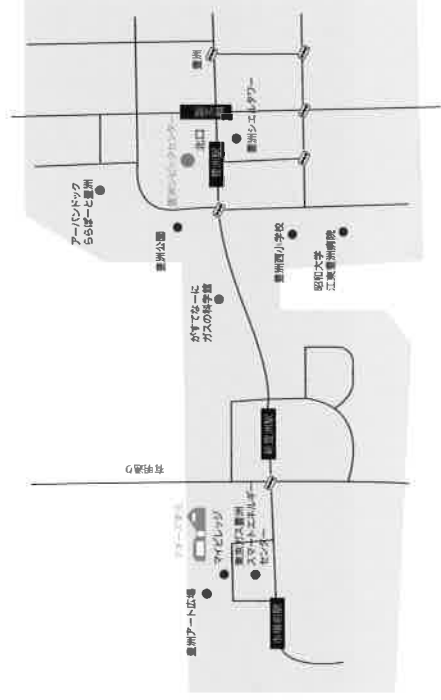 豊洲アート広場
マイビレッジ
東京ガス豊洲
スマートエネルギー
センター
市場前駅
有明通り
新豊洲駅
がすてなーに
ガスの科学館
豊洲公園
アーバンドック
ららぽーと豊洲
豊洲西小学校
昭和大学
江東豊洲病院
豊洲駅
北口
豊洲シエルタワー
豊洲